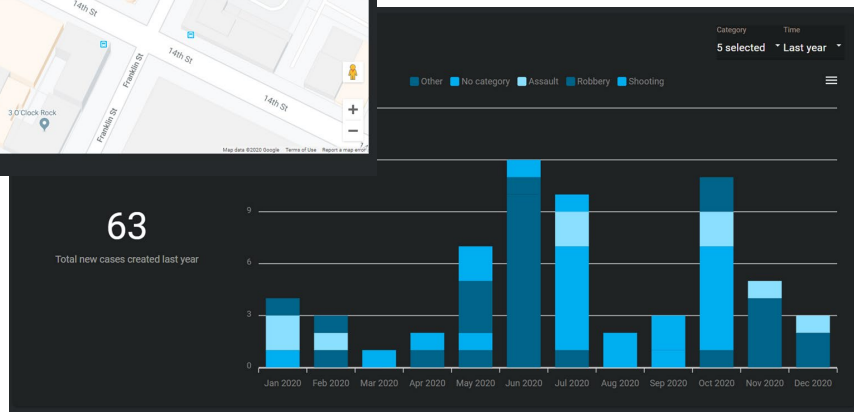 14th St
14th St
14th St
Franklin St
Franklin St
3 O'Clock Rock
+
−
Map data ©2020 Google Terms of Use Report a map error
Category Time
5 selected Last year
Other No category Assault Robbery Shooting
63
Total new cases created last year
9
6
3
0
Jan 2020 Feb 2020 Mar 2020 Apr 2020 May 2020 Jun 2020 Jul 2020 Aug 2020 Sep 2020 Oct 2020 Nov 2020 Dec 2020